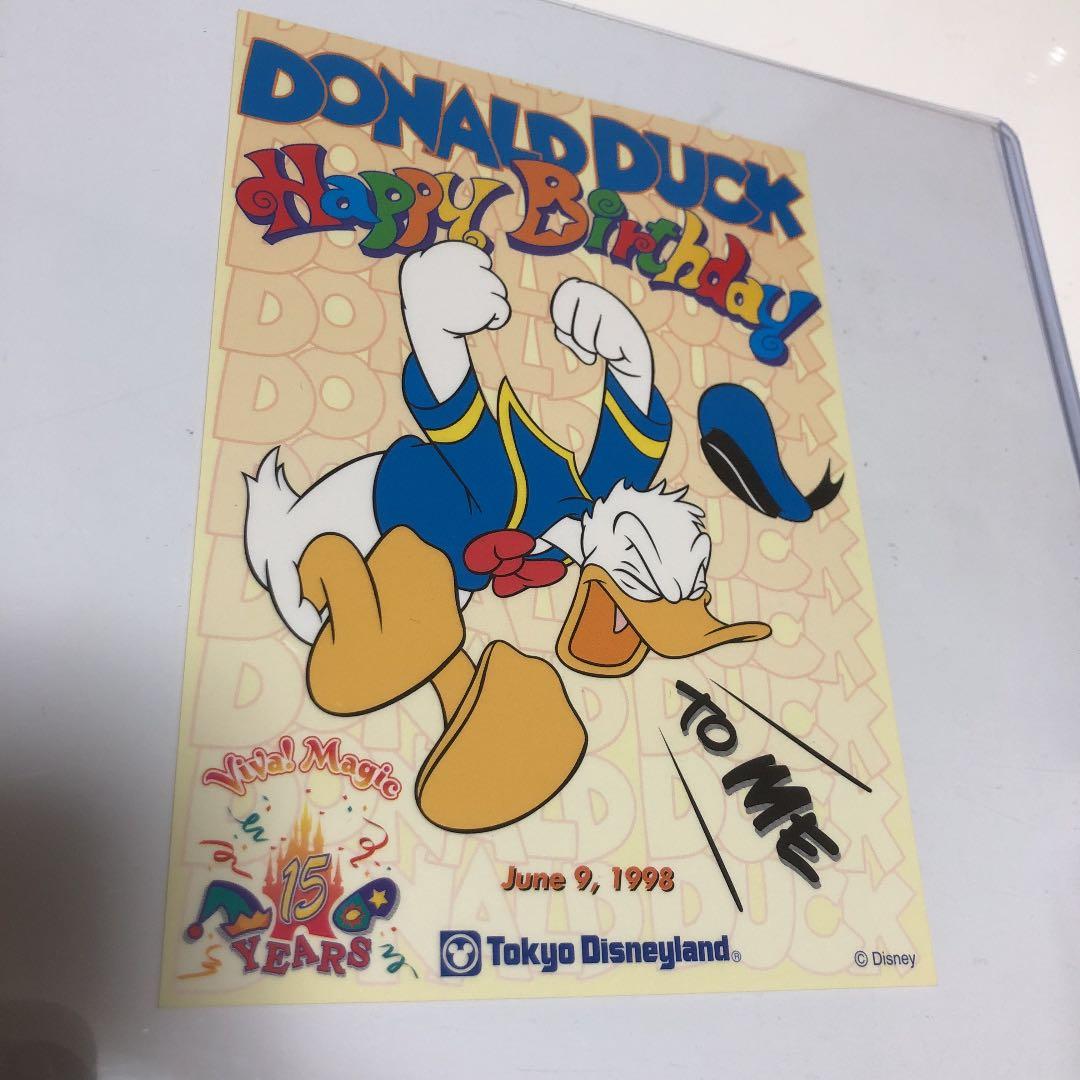 DONALD DUCK
Happy Birthday
TO ME
Viva! Magic
15
YEARS
June 9, 1998
Tokyo Disneyland®
© Disney